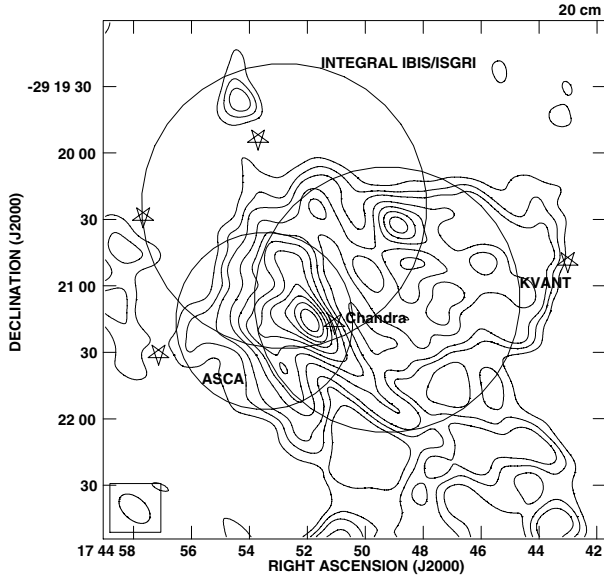 20 cm
INTEGRAL IBIS/ISGRI
-29 19 30
20 00
30
KVANT
21 00
Chandra
30
ASCA
22 00
30
DECLINATION (J2000)
17 44 58 56 54 52 50 48 46 44 42
RIGHT ASCENSION (J2000)